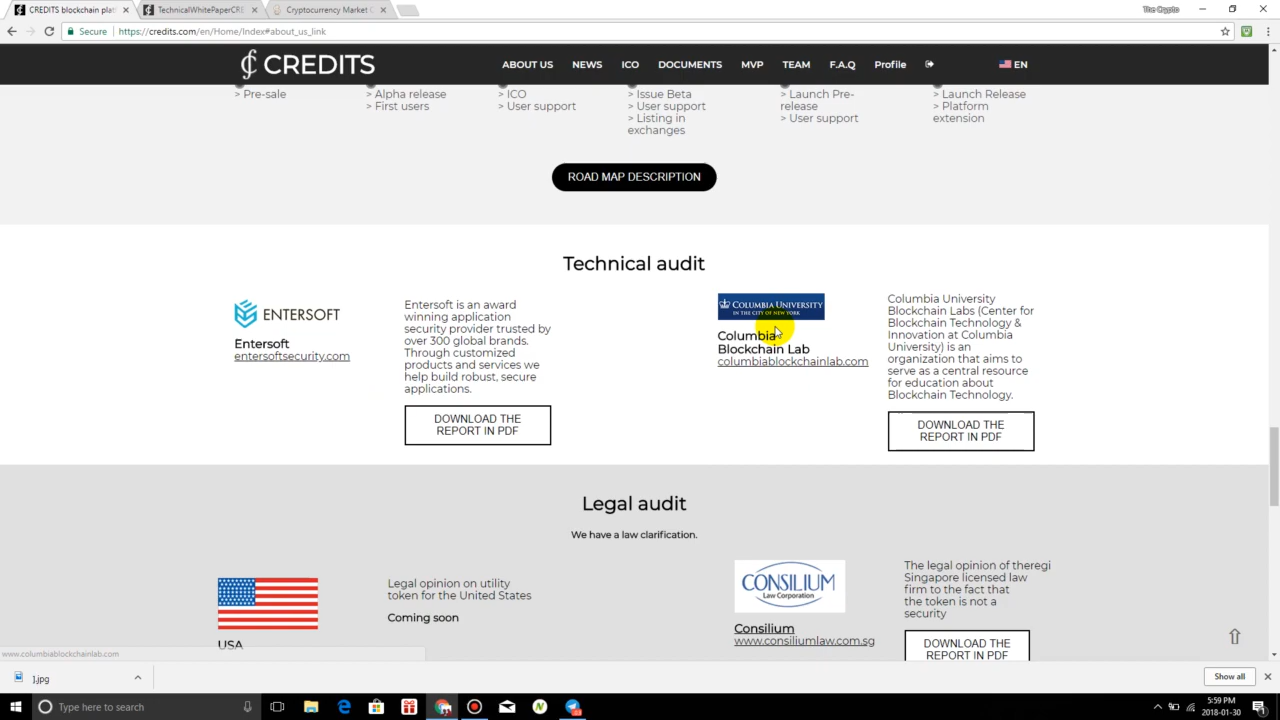 CREDITS blockchain plat
TechnicalWhitePaperCRE
Cryptocurrency Market C
The Crypto
Secure
https://credits.com/en/Home/Index#about_us_link
CREDITS
ABOUT US
NEWS
ICO
DOCUMENTS
MVP
TEAM
F.A.Q
Profile
EN
> Pre-sale
> Alpha release
> First users
> ICO
> User support
> Issue Beta
> User support
> Listing in
exchanges
> Launch Pre-
release
> User support
> Launch Release
> Platform
extension
ROAD MAP DESCRIPTION
Technical audit
ENTERSOFT
Entersoft
entersoftsecurity.com
Entersoft is an award
winning application
security provider trusted by
over 300 global brands.
Through customized
products and services we
help build robust, secure
applications.
DOWNLOAD THE
REPORT IN PDF
COLUMBIA UNIVERSITY
IN THE CITY OF NEW YORK
Columbia
Blockchain Lab
columbiablockchainlab.com
Columbia University
Blockchain Labs (Center for
Blockchain Technology &
Innovation at Columbia
University) is an
organization that aims to
serve as a central resource
for education about
Blockchain Technology.
DOWNLOAD THE
REPORT IN PDF
Legal audit
We have a law clarification.
USA
Legal opinion on utility
token for the United States
Coming soon
CONSILIUM
Law Corporation
Consilium
www.consiliumlaw.com.sg
The legal opinion of theregi
Singapore licensed law
firm to the fact that
the token is not a
security
DOWNLOAD THE
REPORT IN PDF
www.columbiablockchainlab.com
1.jpg
Show all
Type here to search
5:59 PM
2018-01-30